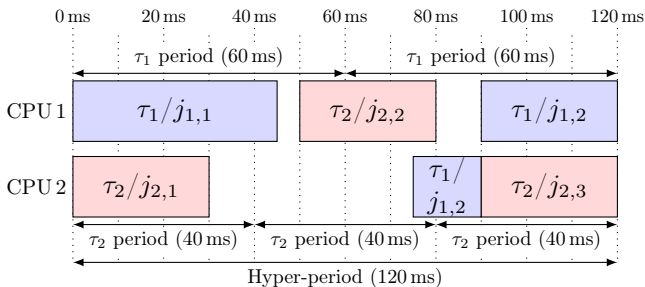 0 ms 20 ms 40 ms 60 ms 80 ms 100 ms 120 ms
τ₁ period (60 ms) τ₁ period (60 ms)
CPU 1 τ₁/j₁,₁ τ₂/j₂,₂ τ₁/j₁,₂
CPU 2 τ₂/j₂,₁ τ₁/ τ₂/j₂,₃
j₁,₂
τ₂ period (40 ms) τ₂ period (40 ms) τ₂ period (40 ms)
Hyper-period (120 ms)